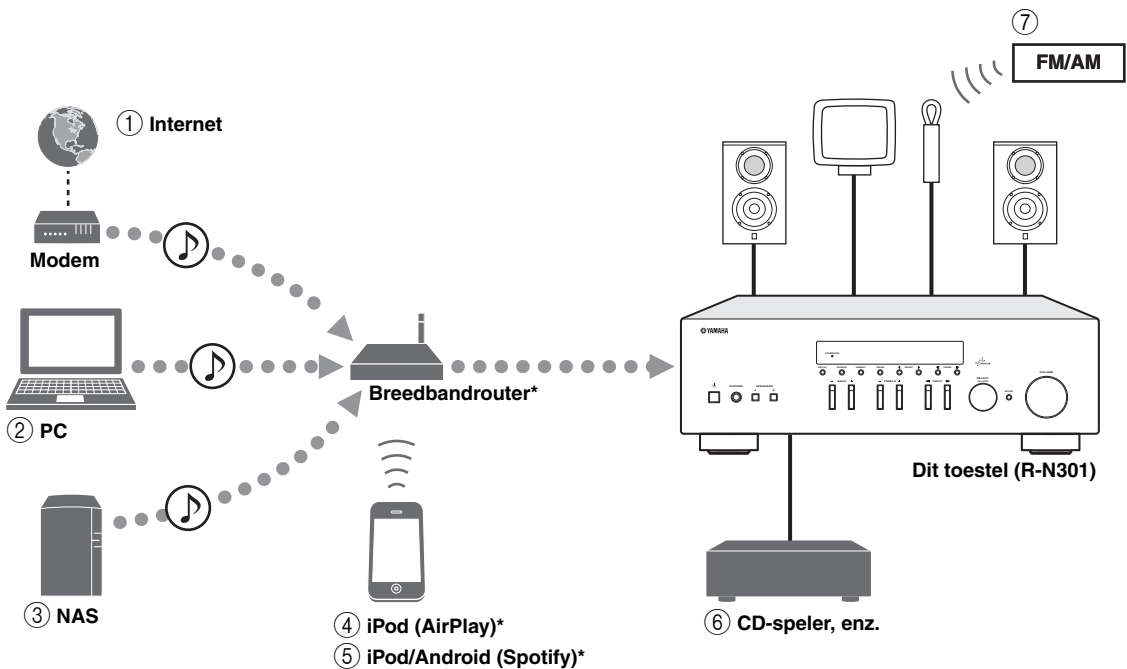 ⑦
FM/AM
① Internet
Modem
② PC
③ NAS
Breedbandrouter*
④ iPod (AirPlay)*
⑤ iPod/Android (Spotify)*
YAMAHA
Dit toestel (R-N301)
⑥ CD-speler, enz.